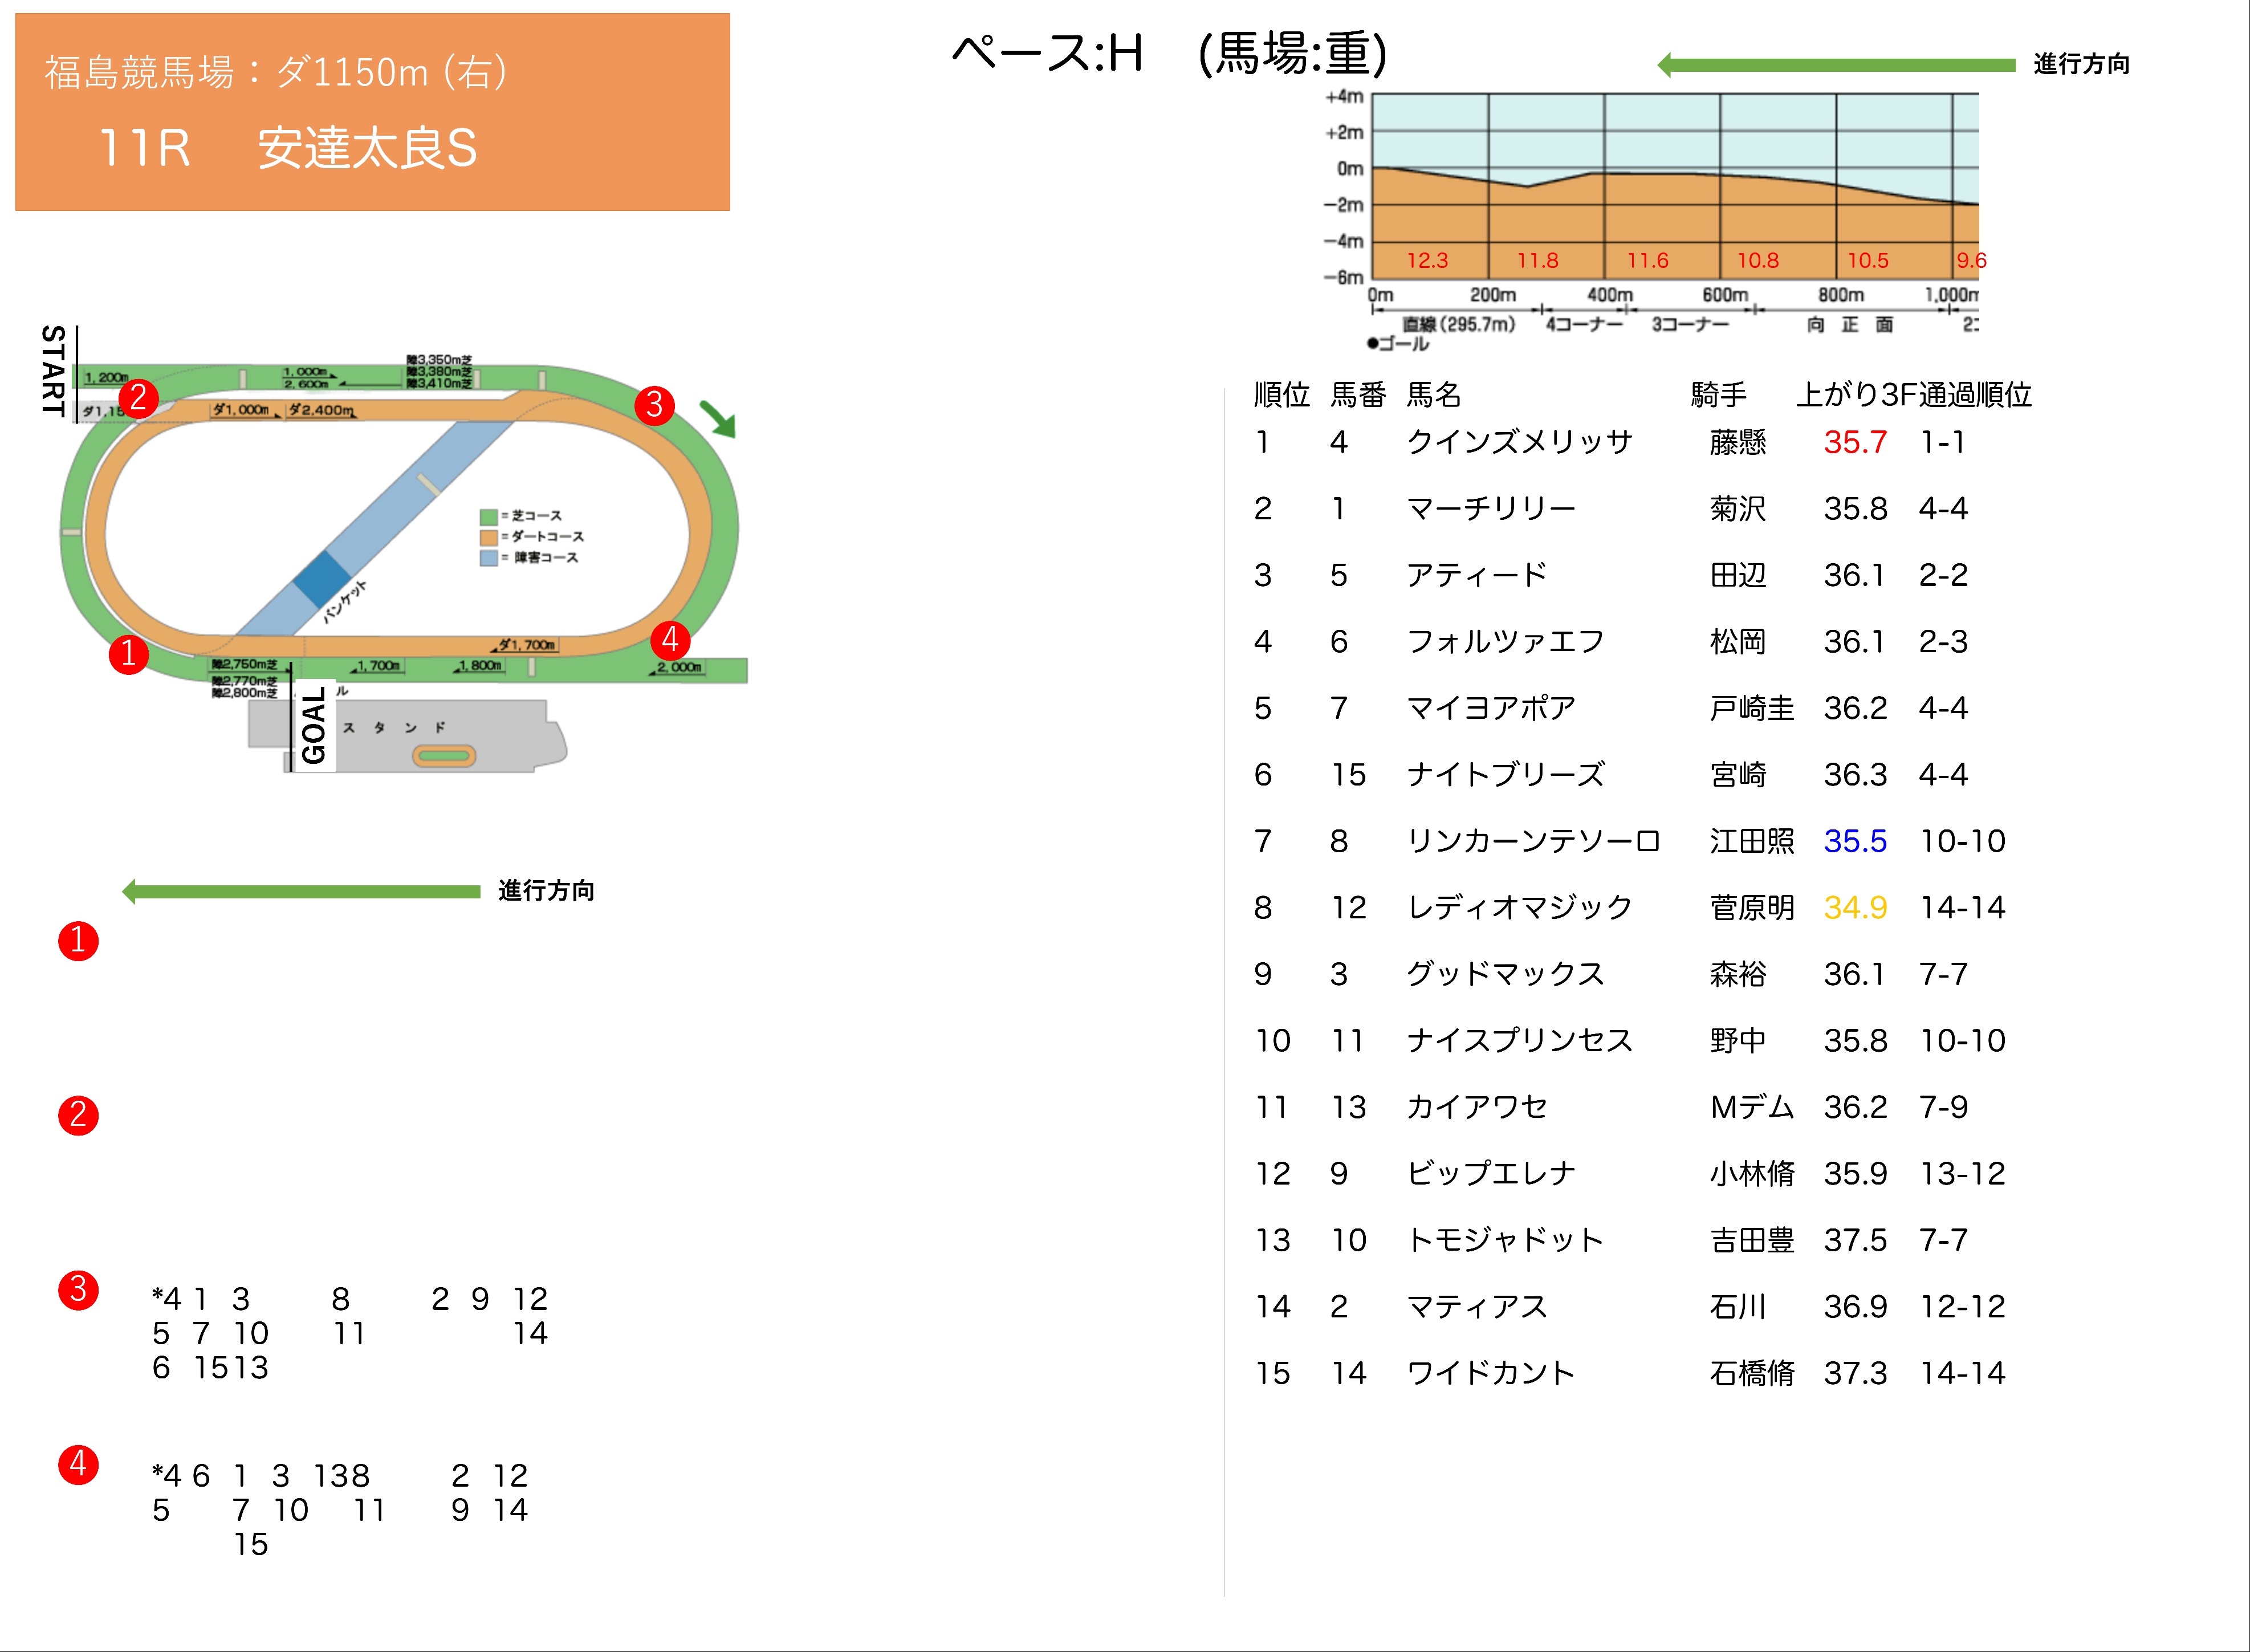 福島競馬場：ダ1150m (右)
11R 安達太良S
ペース:H (馬場:重)
進行方向
+4m
+2m
0m
−2m
−4m
−6m
12.3 11.8 11.6 10.8 10.5 9.6
0m 200m 400m 600m 800m 1,000m
直線(295.7m) 4コーナー 3コーナー 向正面
●ゴール
START
1,200m
1,000m
2,600m
障3,350m芝
障3,380m芝
障3,410m芝
ダ1,15
ダ1,000m ダ2,400m
2
3
=芝コース
=ダートコース
=障害コース
バンケット
ダ1,700m
1
4
障2,750m芝
障2,770m芝
障2,800m芝
1,700m 1,800m 2,000m
ル
GOAL
スタンド
進行方向
1
2
3
*4 1 3 8 2 9 12
5 7 10 11 14
6 15 13
4
*4 6 1 3 13 8 2 12
5 7 10 11 9 14
15
順位 馬番 馬名 騎手 上がり3F 通過順位
1 4 クインズメリッサ 藤懸 35.7 1-1
2 1 マーチリリー 菊沢 35.8 4-4
3 5 アティード 田辺 36.1 2-2
4 6 フォルツァエフ 松岡 36.1 2-3
5 7 マイヨアポア 戸崎圭 36.2 4-4
6 15 ナイトブリーズ 宮崎 36.3 4-4
7 8 リンカーンテソーロ 江田照 35.5 10-10
8 12 レディオマジック 菅原明 34.9 14-14
9 3 グッドマックス 森裕 36.1 7-7
10 11 ナイスプリンセス 野中 35.8 10-10
11 13 カイアワセ Mデム 36.2 7-9
12 9 ビップエレナ 小林脩 35.9 13-12
13 10 トモジャドット 吉田豊 37.5 7-7
14 2 マティアス 石川 36.9 12-12
15 14 ワイドカント 石橋脩 37.3 14-14